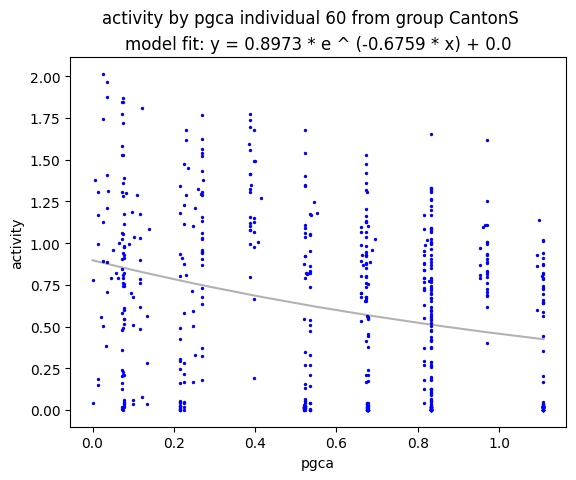 activity by pgca individual 60 from group CantonS
model fit: y = 0.8973 * e ^ (-0.6759 * x) + 0.0
2.00
1.75
1.50
1.25
1.00
0.75
0.50
0.25
0.00
activity
0.0 0.2 0.4 0.6 0.8 1.0
pgca